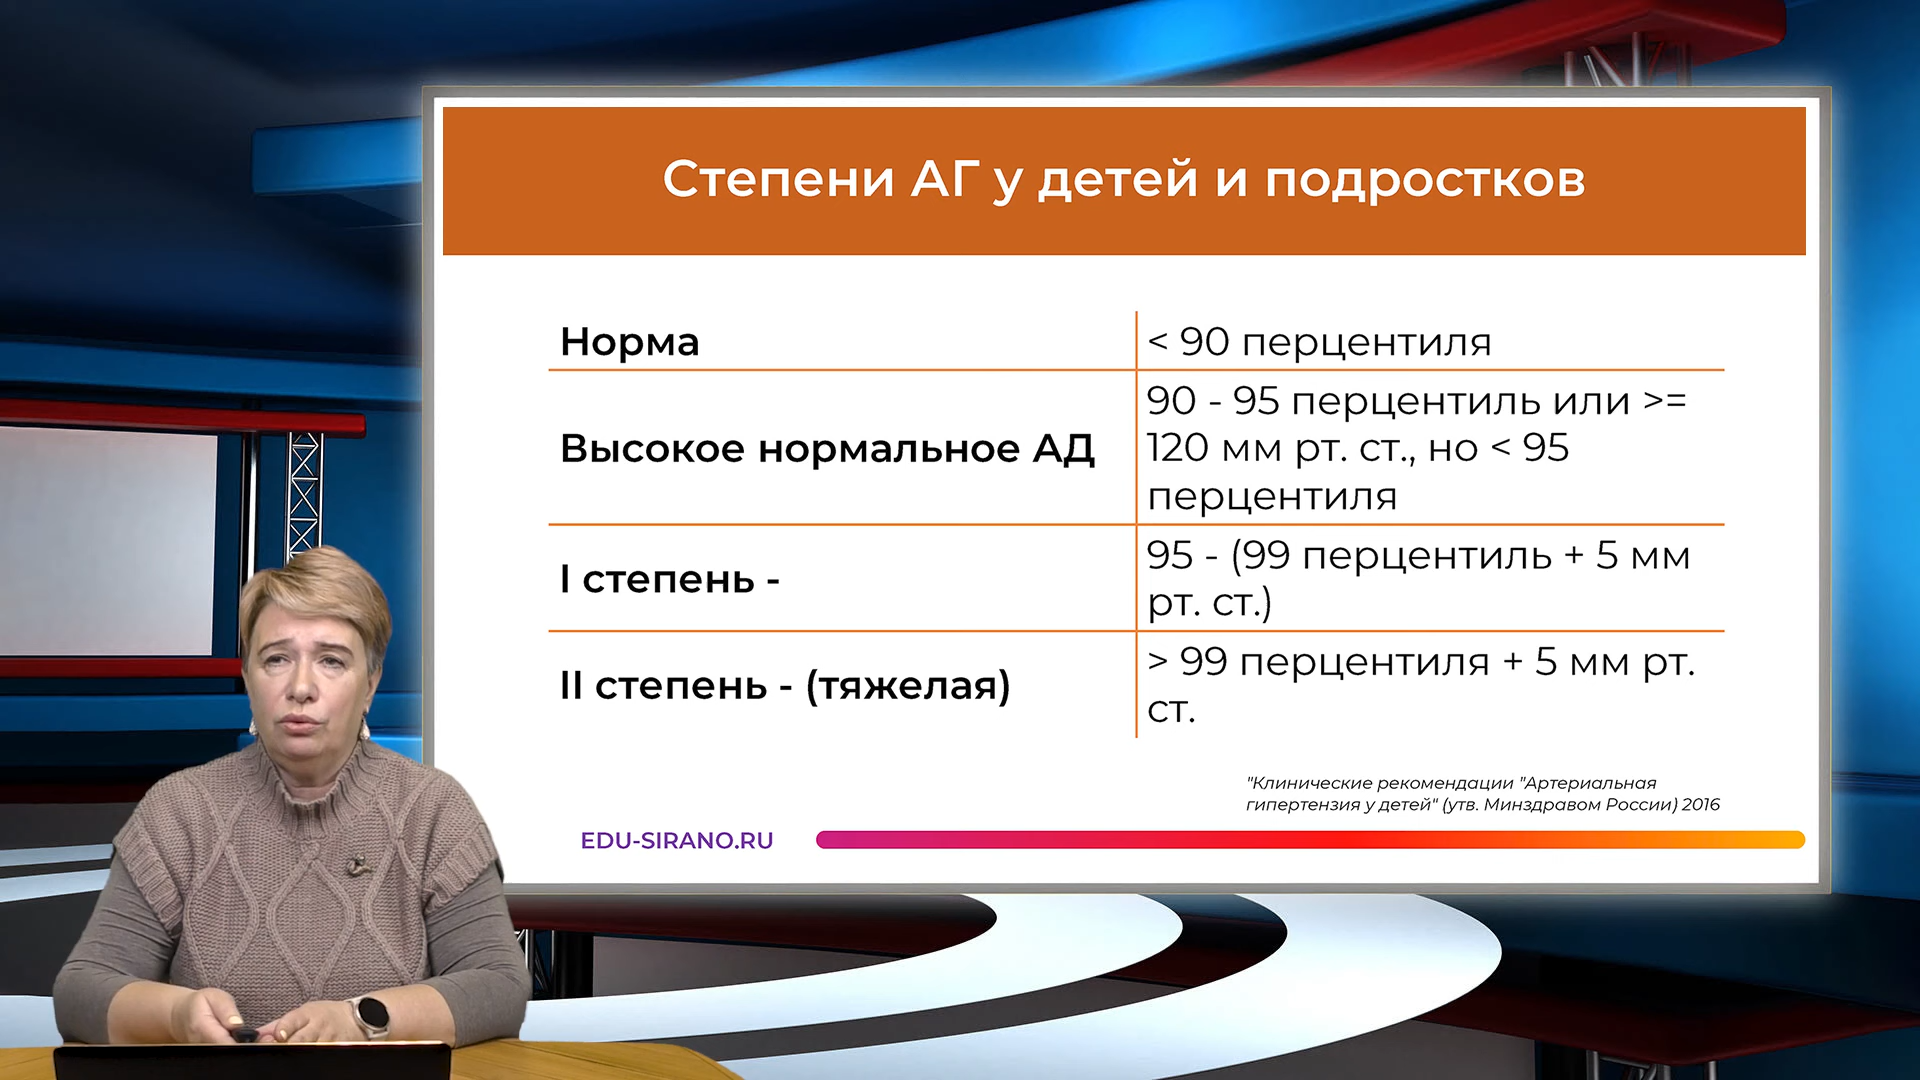 Степени АГ у детей и подростков
Норма
< 90 перцентиля
Высокое нормальное АД
90 - 95 перцентиль или >=
120 мм рт. ст., но < 95
перцентиля
I степень -
95 - (99 перцентиль + 5 мм
рт. ст.)
II степень - (тяжелая)
> 99 перцентиля + 5 мм рт.
ст.
"Клинические рекомендации "Артериальная
гипертензия у детей" (утв. Минздравом России) 2016
EDU-SIRANO.RU